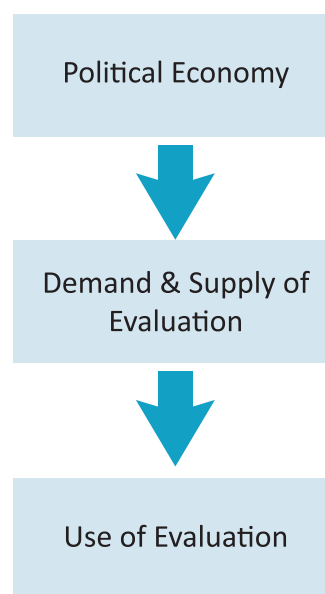 Political Economy
Demand & Supply of
Evaluation
Use of Evaluation